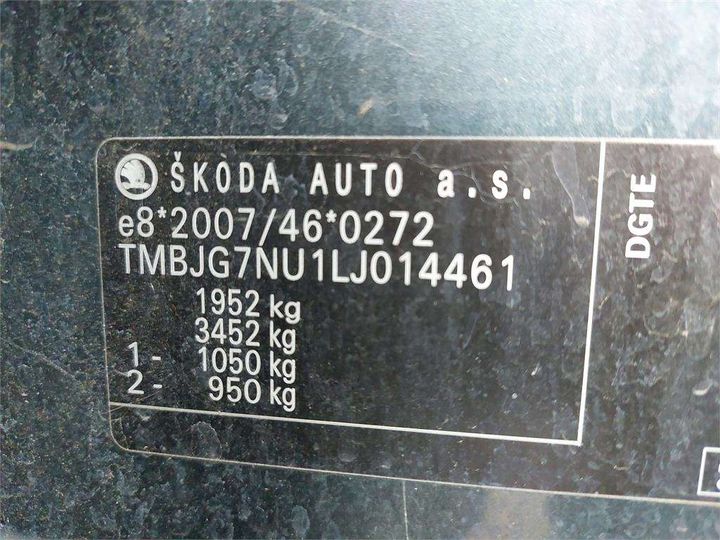 ŠKODA AUTO a.s.
e8*2007/46*0272
TMBJG7NU1LJ014461
1952 kg
3452 kg
1- 1050 kg
2- 950 kg
DGTE